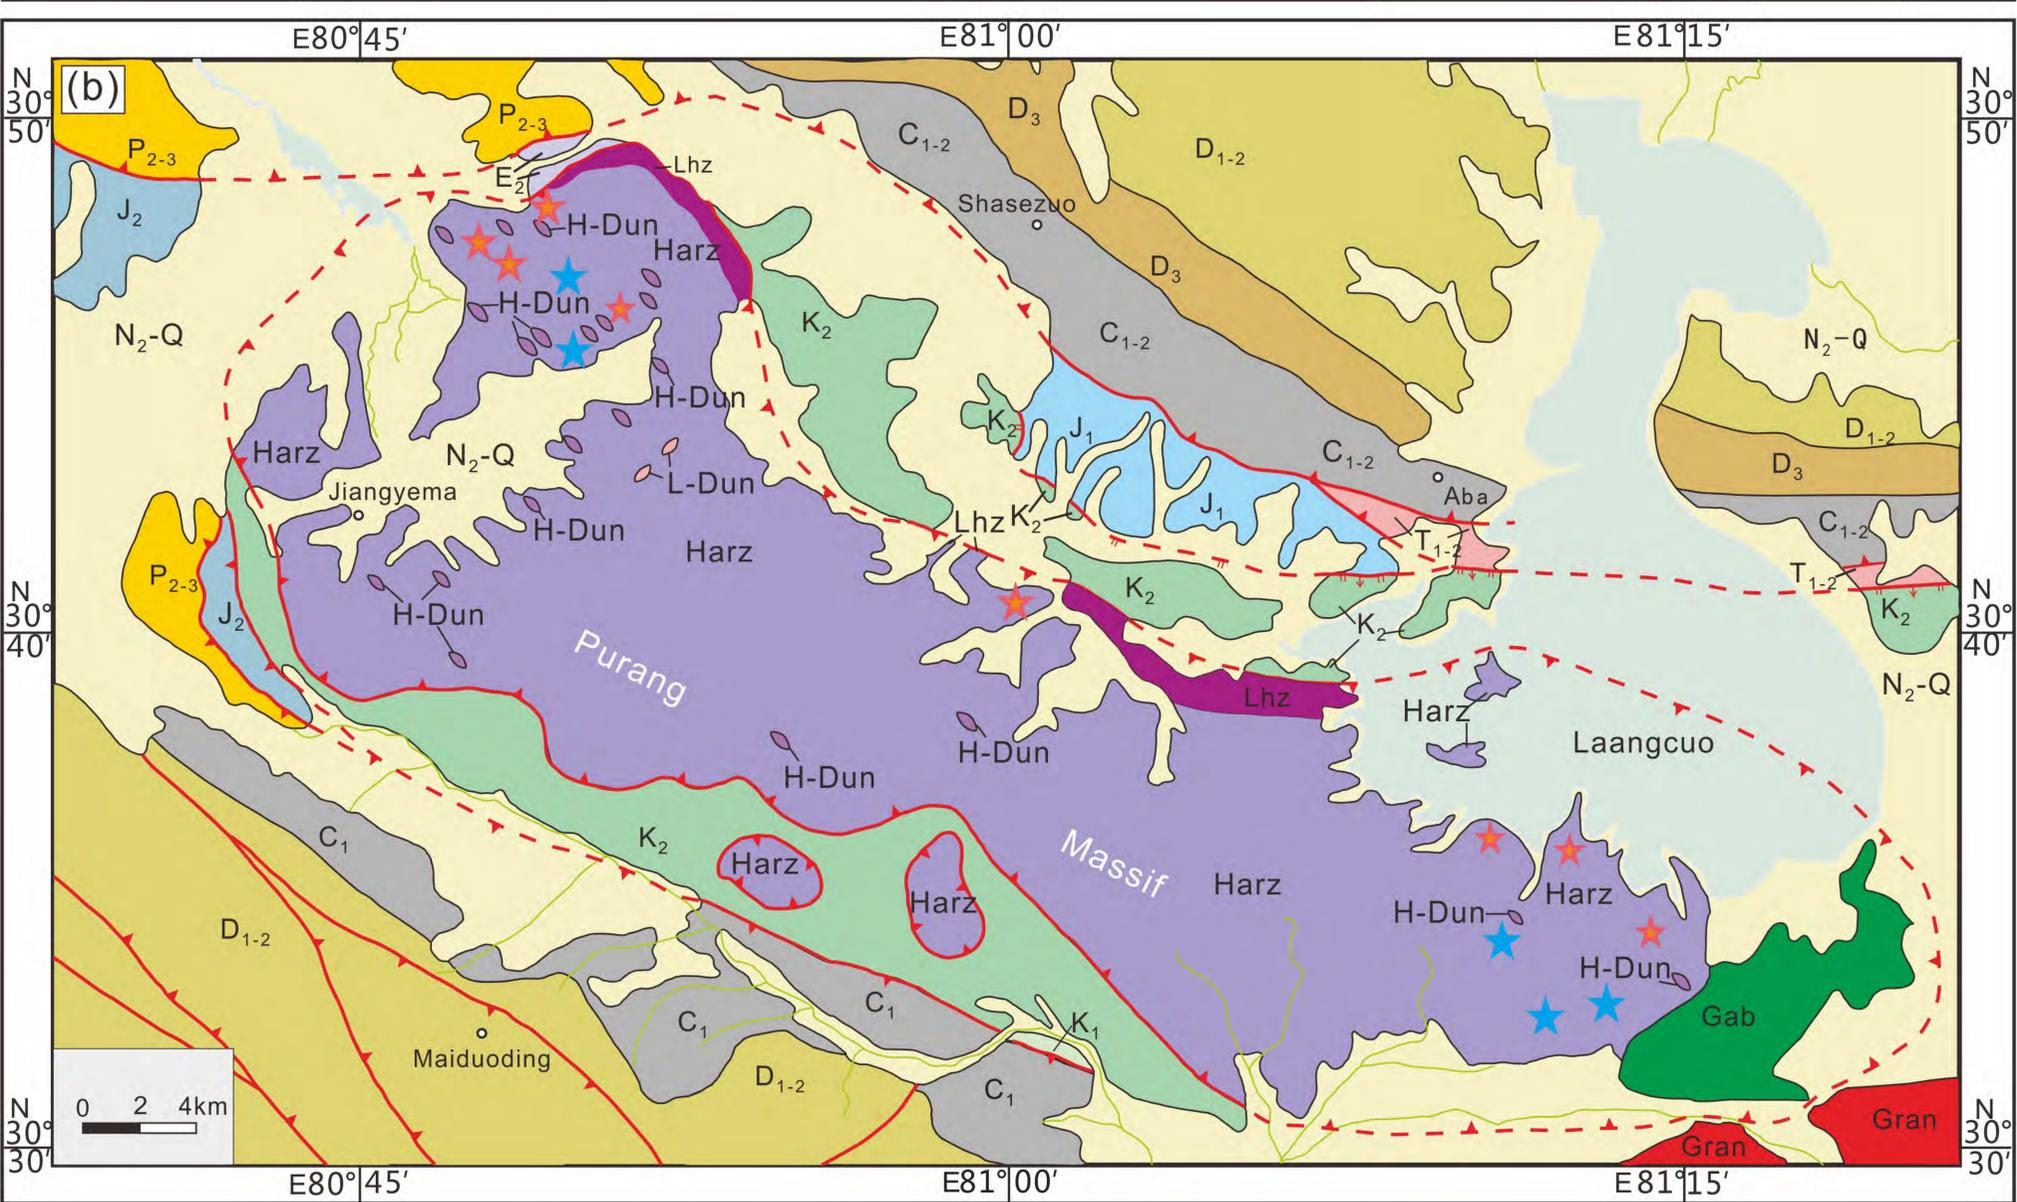 E80°45′ E81°00′ E81°15′
(b)
N
30°
50′
N
30°
50′
P2-3
D3
C1-2
P2-3
D1-2
Lhz
E2
J2
Shasezuo
H-Dun
Harz
D3
H-Dun
K2
N2-Q
C1-2
N2-Q
H-Dun
K2
J1
D1-2
Harz
N2-Q
C1-2
D3
L-Dun
Jiangyema
Aba
J1
Lhz K2
C1-2
H-Dun
T1-2
Harz
P2-3
T1-2
K2
N
30°
40′
N
30°
40′
K2
H-Dun
J2
K2
Purang
N2-Q
Lhz
Harz
Laangcuo
H-Dun
H-Dun
C1
K2
Harz
Massif
Harz
Harz
Harz
H-Dun
D1-2
H-Dun
C1
C1
K1
Gab
Maiduoding
D1-2
C1
0 2 4km
N
30°
30′
N
30°
30′
Gran
Gran
E80°45′ E81°00′ E81°15′